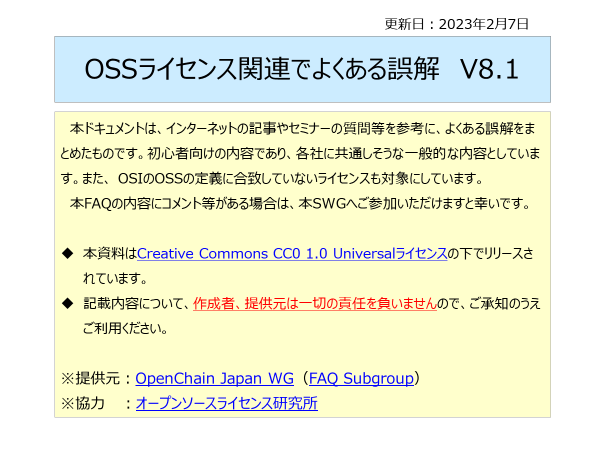 更新日：2023年2月7日
OSSライセンス関連でよくある誤解　V8.1
本ドキュメントは、インターネットの記事やセミナーの質問等を参考に、よくある誤解をま
とめたものです。初心者向けの内容であり、各社に共通しそうな一般的な内容としていま
す。また、OSIのOSSの定義に合致していないライセンスも対象にしています。
本FAQの内容にコメント等がある場合は、本SWGへご参加いただけますと幸いです。
◆ 本資料はCreative Commons CC0 1.0 Universalライセンスの下でリリースさ
れています。
◆ 記載内容について、作成者、提供元は一切の責任を負いませんので、ご承知のうえ
ご利用ください。
※提供元：OpenChain Japan WG（FAQ Subgroup）
※協力　：オープンソースライセンス研究所